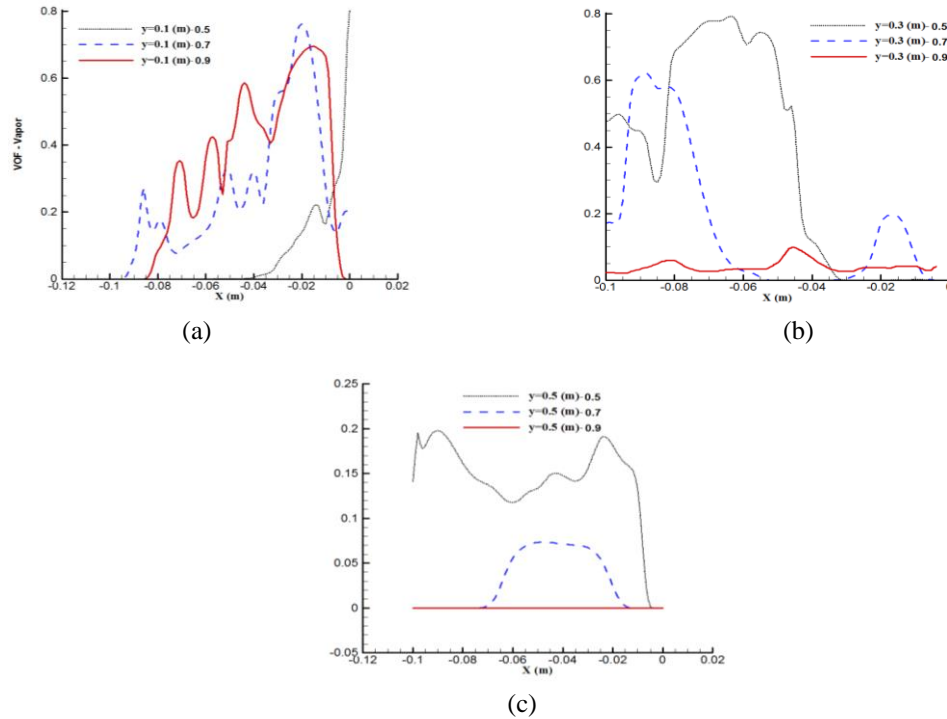 y=0.1 (m)-0.5
y=0.1 (m)-0.7
y=0.1 (m)-0.9
VOF - Vapor
0.8
0.6
0.4
0.2
0
-0.12 -0.1 -0.08 -0.06 -0.04 -0.02 0 0.02
X (m)
(a)
y=0.3 (m)-0.5
y=0.3 (m)-0.7
y=0.3 (m)-0.9
0.8
0.6
0.4
0.2
0
-0.1 -0.08 -0.06 -0.04 -0.02
X (m)
(b)
y=0.5 (m)-0.5
y=0.5 (m)-0.7
y=0.5 (m)-0.9
0.25
0.2
0.15
0.1
0.05
0
-0.05
-0.12 -0.1 -0.08 -0.06 -0.04 -0.02 0 0.02
X (m)
(c)